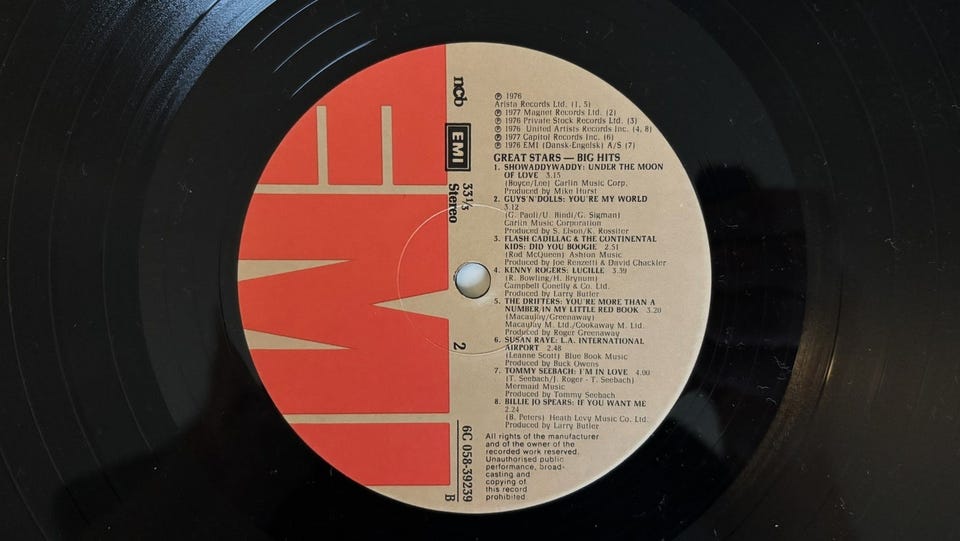 EMI
ncb
EMI
33 1/3
Stereo
2
6C 058-39239
B
Ⓟ 1976
Arista Records Ltd. (1, 5)
Ⓟ 1977 Magnet Records Ltd. (2)
Ⓟ 1976 Private Stock Records Ltd. (3)
Ⓟ 1976 United Artists Records Inc. (4, 8)
Ⓟ 1977 Capitol Records Inc. (6)
Ⓟ 1976 EMI (Dansk-Engelsk) A/S (7)
GREAT STARS — BIG HITS
1. SHOWADDYWADDY: UNDER THE MOON
OF LOVE 3.15
(Boyce/Lee) Carlin Music Corp.
Produced by Mike Hurst
2. GUYS'N'DOLLS: YOU'RE MY WORLD
3.12
(G. Paoli/U. Bindi/G. Sigman)
Carlin Music Corporation
Produced by S. Elson/K. Rossiter
3. FLASH CADILLAC & THE CONTINENTAL
KIDS: DID YOU BOOGIE 2.51
(Rod McQueen) Ashton Music
Produced by Joe Renzetti & David Chackler
4. KENNY ROGERS: LUCILLE 3.39
(R. Bowling/H. Brynum)
Campbell Conelly & Co. Ltd.
Produced by Larry Butler
5. THE DRIFTERS: YOU'RE MORE THAN A
NUMBER IN MY LITTLE RED BOOK 3.20
(Macaulay/Greenaway)
Macaulay M. Ltd./Cookaway M. Ltd.
Produced by Roger Greenaway
6. SUSAN RAYE: L.A. INTERNATIONAL
AIRPORT 2.48
(Leanne Scott) Blue Book Music
Produced by Buck Owens
7. TOMMY SEEBACH: I'M IN LOVE 4.00
(T. Seebach/J. Roger - T. Seebach)
Mermaid Music
Produced by Tommy Seebach
8. BILLIE JO SPEARS: IF YOU WANT ME
2.24
(B. Peters) Heath Levy Music Co. Ltd.
Produced by Larry Butler
All rights of the manufacturer
and of the owner of the
recorded work reserved.
Unauthorised public
performance, broad-
casting and
copying of
this record
prohibited